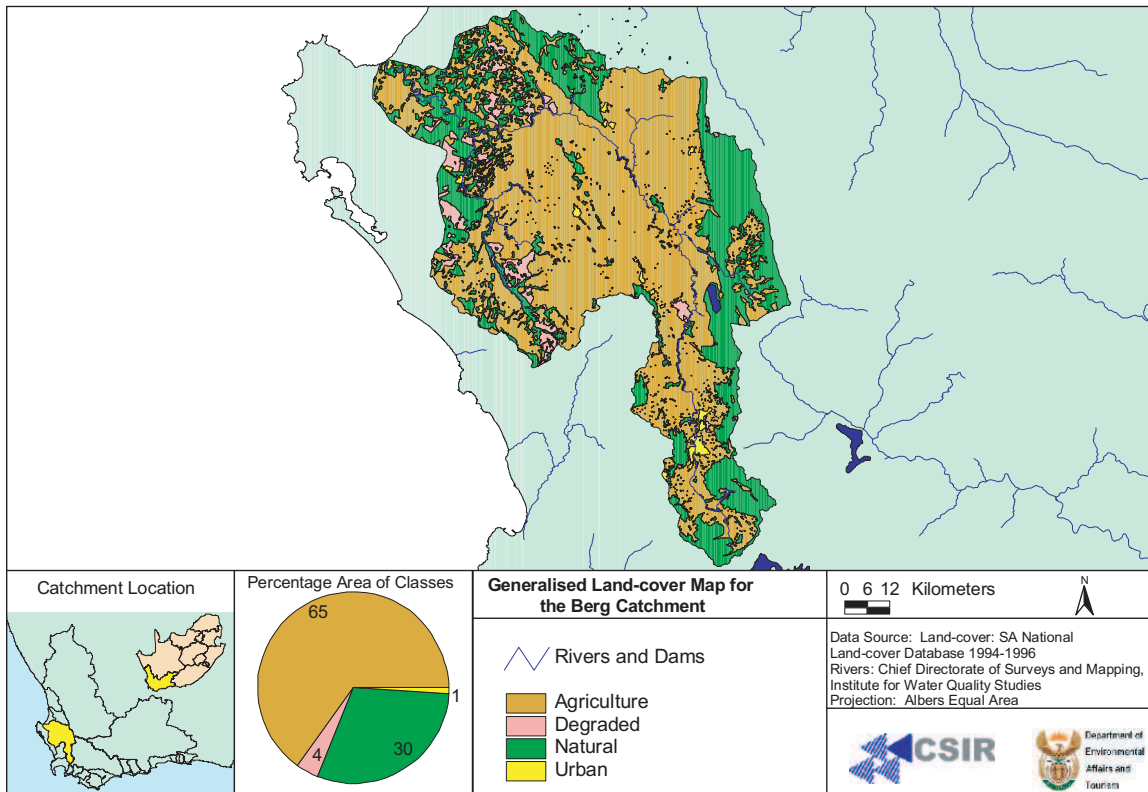 Catchment Location
Percentage Area of Classes
65
4
30
1
Generalised Land-cover Map for
the Berg Catchment
Rivers and Dams
Agriculture
Degraded
Natural
Urban
0 6 12 Kilometers
N
Data Source: Land-cover: SA National
Land-cover Database 1994-1996
Rivers: Chief Directorate of Surveys and Mapping,
Institute for Water Quality Studies
Projection: Albers Equal Area
CSIR
Department of
Environmental
Affairs and
Tourism